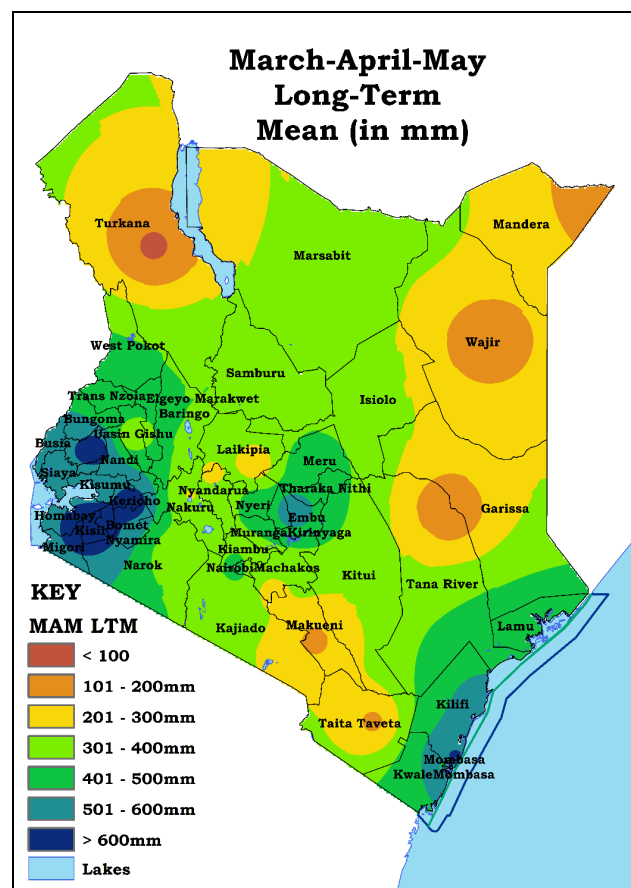 March-April-May
Long-Term
Mean (in mm)
Turkana
Mandera
Marsabit
Wajir
West Pokot
Samburu
Trans Nzoia
Elgeyo Marakwet
Isiolo
Baringo
Bungoma
Uasin Gishu
Busia
Laikipia
Nandi
Meru
Siaya
Kisumu
Nyandarua
Tharaka Nithi
Kericho
Nakuru
Nyeri
Garissa
Homabay
Embu
Bomet
Kisii
Muranga
Kirinyaga
Migori
Nyamira
Kiambu
Narok
Nairobi
Machakos
Kitui
Tana River
Kajiado
Makueni
Lamu
Kilifi
Taita Taveta
Mombasa
Kwale
Mombasa
KEY
MAM LTM
< 100
101 - 200mm
201 - 300mm
301 - 400mm
401 - 500mm
501 - 600mm
> 600mm
Lakes